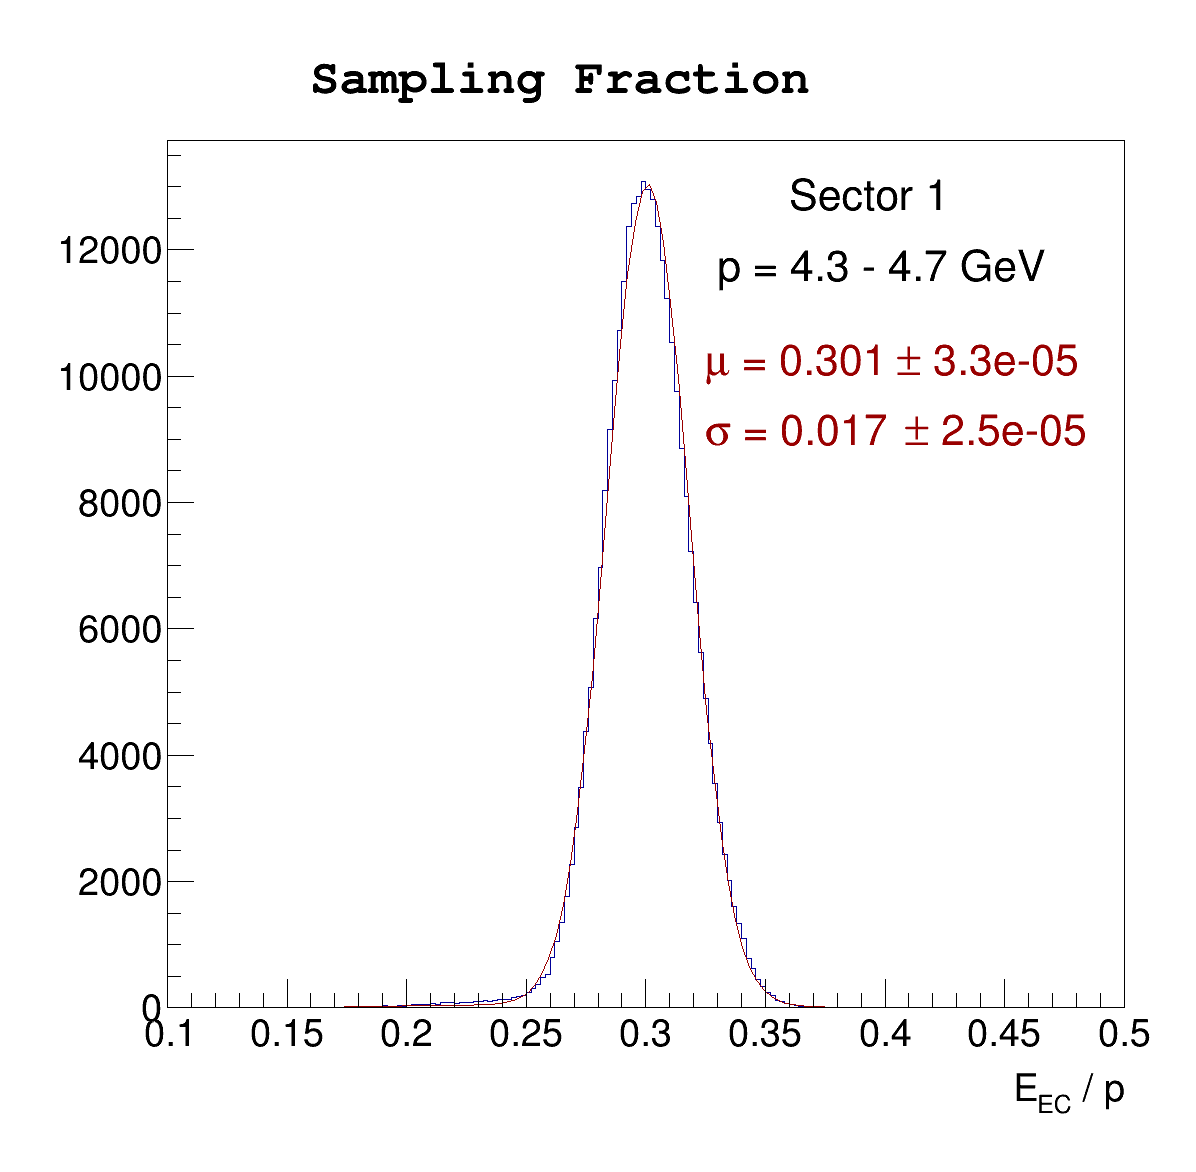 Sampling Fraction
Sector 1
p = 4.3 - 4.7 GeV
μ = 0.301 ± 3.3e-05
σ = 0.017 ± 2.5e-05
12000
10000
8000
6000
4000
2000
0
0.1 0.15 0.2 0.25 0.3 0.35 0.4 0.45 0.5
E_EC / p